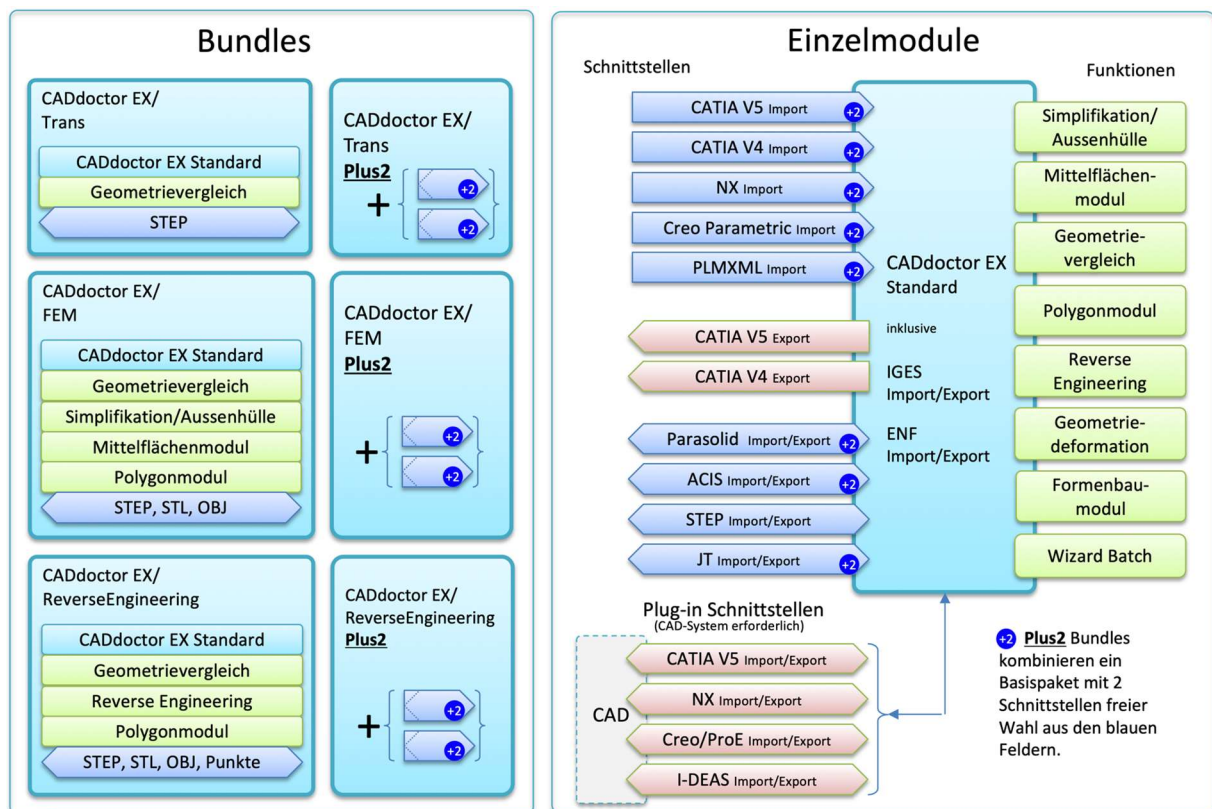 Bundles
CADdoctor EX/
Trans
CADdoctor EX Standard
Geometrievergleich
STEP
CADdoctor EX/
Trans
Plus2
+
+2
+2
CADdoctor EX/
FEM
CADdoctor EX Standard
Geometrievergleich
Simplifikation/Aussenhülle
Mittelflächenmodul
Polygonmodul
STEP, STL, OBJ
CADdoctor EX/
FEM
Plus2
+
+2
+2
CADdoctor EX/
ReverseEngineering
CADdoctor EX Standard
Geometrievergleich
Reverse Engineering
Polygonmodul
STEP, STL, OBJ, Punkte
CADdoctor EX/
ReverseEngineering
Plus2
+
+2
+2
Einzelmodule
Schnittstellen
CATIA V5 Import +2
CATIA V4 Import +2
NX Import +2
Creo Parametric Import +2
PLMXML Import +2
CATIA V5 Export
CATIA V4 Export
Parasolid Import/Export +2
ACIS Import/Export +2
STEP Import/Export
JT Import/Export +2
CADdoctor EX
Standard
inklusive
IGES
Import/Export
ENF
Import/Export
Funktionen
Simplifikation/
Aussenhülle
Mittelflächen-
modul
Geometrie-
vergleich
Polygonmodul
Reverse
Engineering
Geometrie-
deformation
Formenbau-
modul
Wizard Batch
Plug-in Schnittstellen
(CAD-System erforderlich)
CAD
CATIA V5 Import/Export
NX Import/Export
Creo/ProE Import/Export
I-DEAS Import/Export
+2 Plus2 Bundles
kombinieren ein
Basispaket mit 2
Schnittstellen freier
Wahl aus den blauen
Feldern.